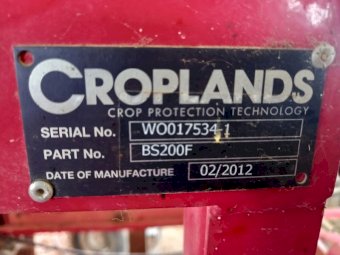 CROPLANDS
CROP PROTECTION TECHNOLOGY
SERIAL No. WO017534-1
PART No. BS200F
DATE OF MANUFACTURE 02/2012